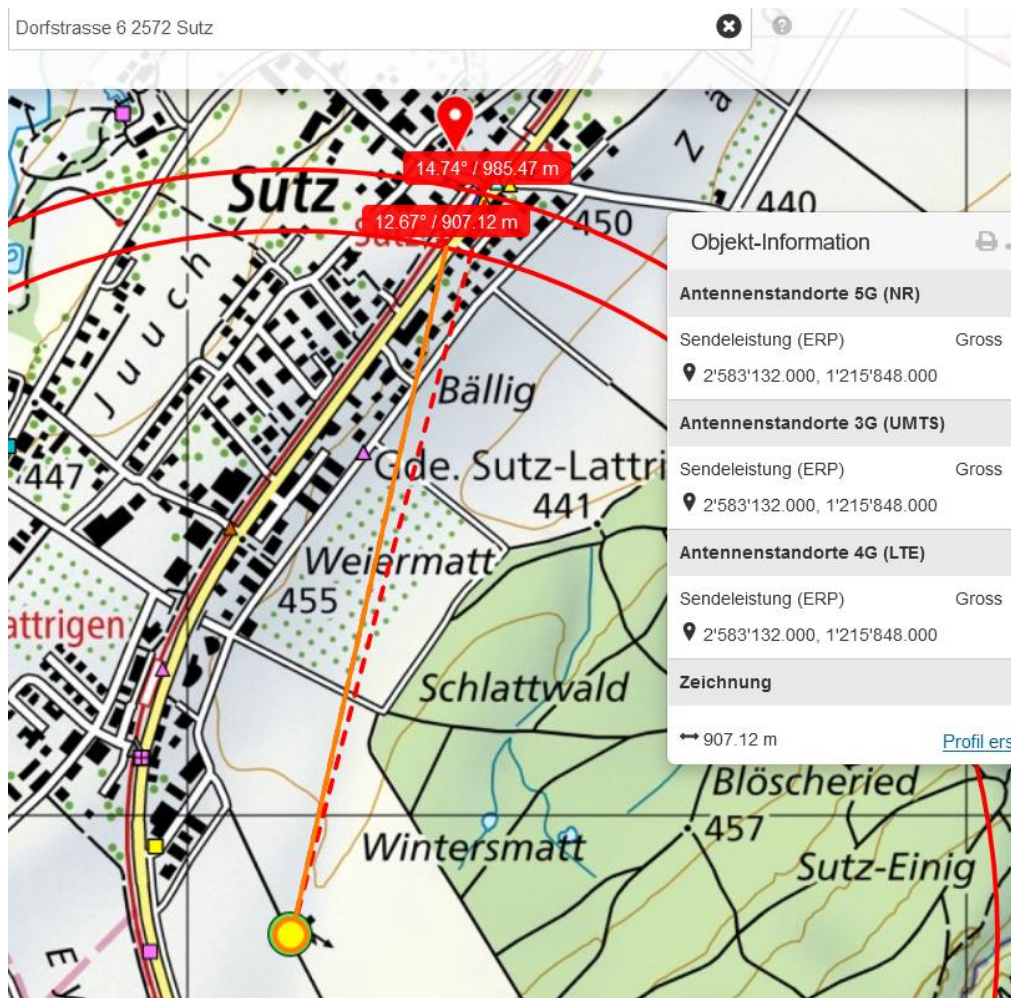 Dorfstrasse 6 2572 Sutz
14.74° / 985.47 m
Sutz
12.67° / 907.12 m
450
440
Z ä
J u u c h
Objekt-Information
Antennenstandorte 5G (NR)
Sendeleistung (ERP) Gross
2'583'132.000, 1'215'848.000
Antennenstandorte 3G (UMTS)
Sendeleistung (ERP) Gross
2'583'132.000, 1'215'848.000
Antennenstandorte 4G (LTE)
Sendeleistung (ERP) Gross
2'583'132.000, 1'215'848.000
Zeichnung
907.12 m Profil ers
Bällig
447
Gde. Sutz-Lattri
441
Weiermatt
455
attrigen
Schlattwald
Blöscheried
457
Wintersmatt
Sutz-Einig
E y